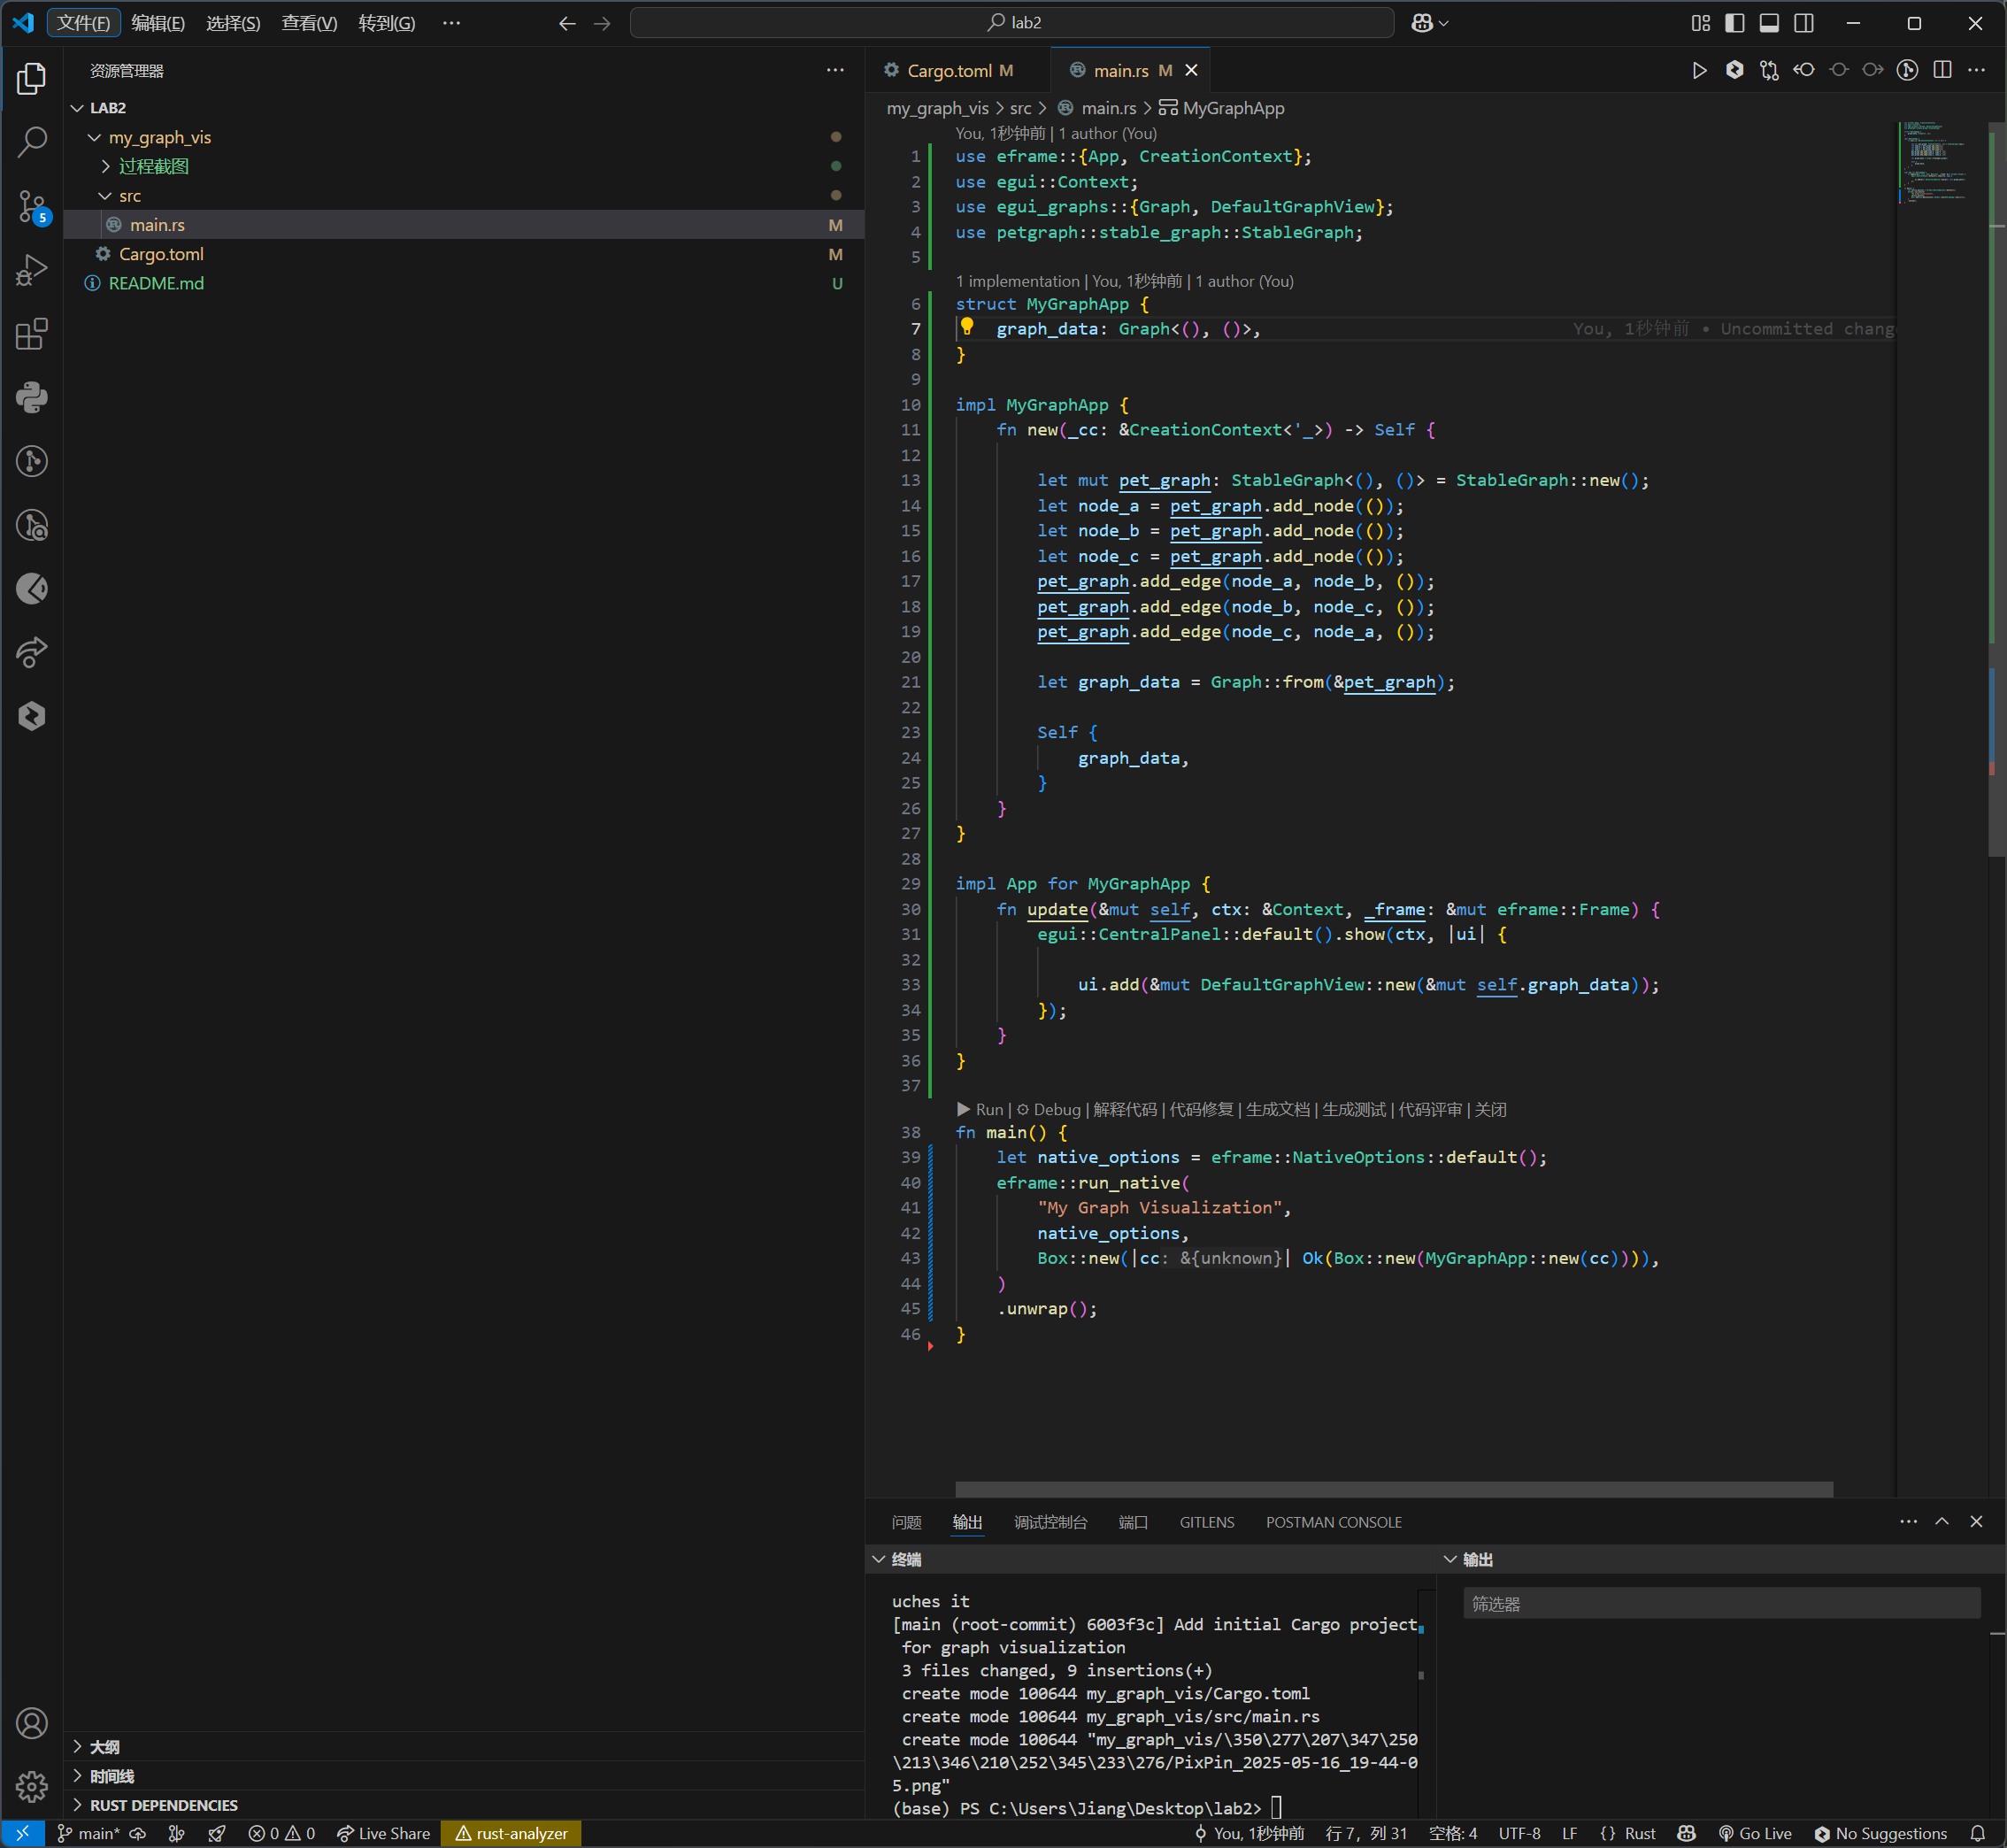 文件(F) 编辑(E) 选择(S) 查看(V) 转到(G) ··· lab2
资源管理器
LAB2
my_graph_vis
过程截图
src
main.rs M
Cargo.toml M
README.md U
5
大纲
时间线
RUST DEPENDENCIES
Cargo.toml M main.rs M
my_graph_vis > src > main.rs > MyGraphApp
You, 1秒钟前 | 1 author (You)
1 use eframe::{App, CreationContext};
2 use egui::Context;
3 use egui_graphs::{Graph, DefaultGraphView};
4 use petgraph::stable_graph::StableGraph;
5
1 implementation | You, 1秒钟前 | 1 author (You)
6 struct MyGraphApp {
7 graph_data: Graph<(), ()>, You, 1秒钟前 • Uncommitted chang
8 }
9
10 impl MyGraphApp {
11 fn new(_cc: &CreationContext<'_>) -> Self {
12
13 let mut pet_graph: StableGraph<(), ()> = StableGraph::new();
14 let node_a = pet_graph.add_node(());
15 let node_b = pet_graph.add_node(());
16 let node_c = pet_graph.add_node(());
17 pet_graph.add_edge(node_a, node_b, ());
18 pet_graph.add_edge(node_b, node_c, ());
19 pet_graph.add_edge(node_c, node_a, ());
20
21 let graph_data = Graph::from(&pet_graph);
22
23 Self {
24 graph_data,
25 }
26 }
27 }
28
29 impl App for MyGraphApp {
30 fn update(&mut self, ctx: &Context, _frame: &mut eframe::Frame) {
31 egui::CentralPanel::default().show(ctx, |ui| {
32
33 ui.add(&mut DefaultGraphView::new(&mut self.graph_data));
34 });
35 }
36 }
37
Run | Debug | 解释代码 | 代码修复 | 生成文档 | 生成测试 | 代码评审 | 关闭
38 fn main() {
39 let native_options = eframe::NativeOptions::default();
40 eframe::run_native(
41 "My Graph Visualization",
42 native_options,
43 Box::new(|cc: &{unknown}| Ok(Box::new(MyGraphApp::new(cc)))),
44 )
45 .unwrap();
46 }
问题 输出 调试控制台 端口 GITLENS POSTMAN CONSOLE
终端
uches it
[main (root-commit) 6003f3c] Add initial Cargo project
for graph visualization
3 files changed, 9 insertions(+)
create mode 100644 my_graph_vis/Cargo.toml
create mode 100644 my_graph_vis/src/main.rs
create mode 100644 "my_graph_vis/\350\277\207\347\250
\213\346\210\252\345\233\276/PixPin_2025-05-16_19-44-0
5.png"
(base) PS C:\Users\Jiang\Desktop\lab2>
输出
筛选器
main* 0 0 Live Share rust-analyzer You, 1秒钟前 行 7，列 31 空格: 4 UTF-8 LF {} Rust Go Live No Suggestions